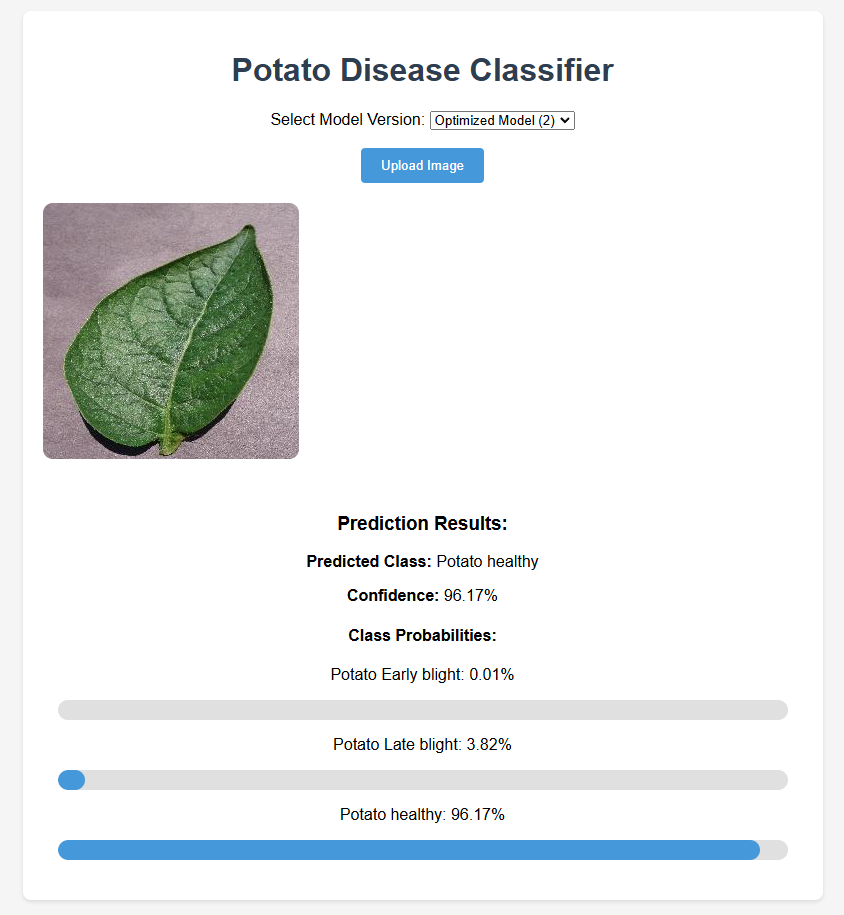 Potato Disease Classifier
Select Model Version: Optimized Model (2)
Upload Image
Prediction Results:
Predicted Class: Potato healthy
Confidence: 96.17%
Class Probabilities:
Potato Early blight: 0.01%
Potato Late blight: 3.82%
Potato healthy: 96.17%